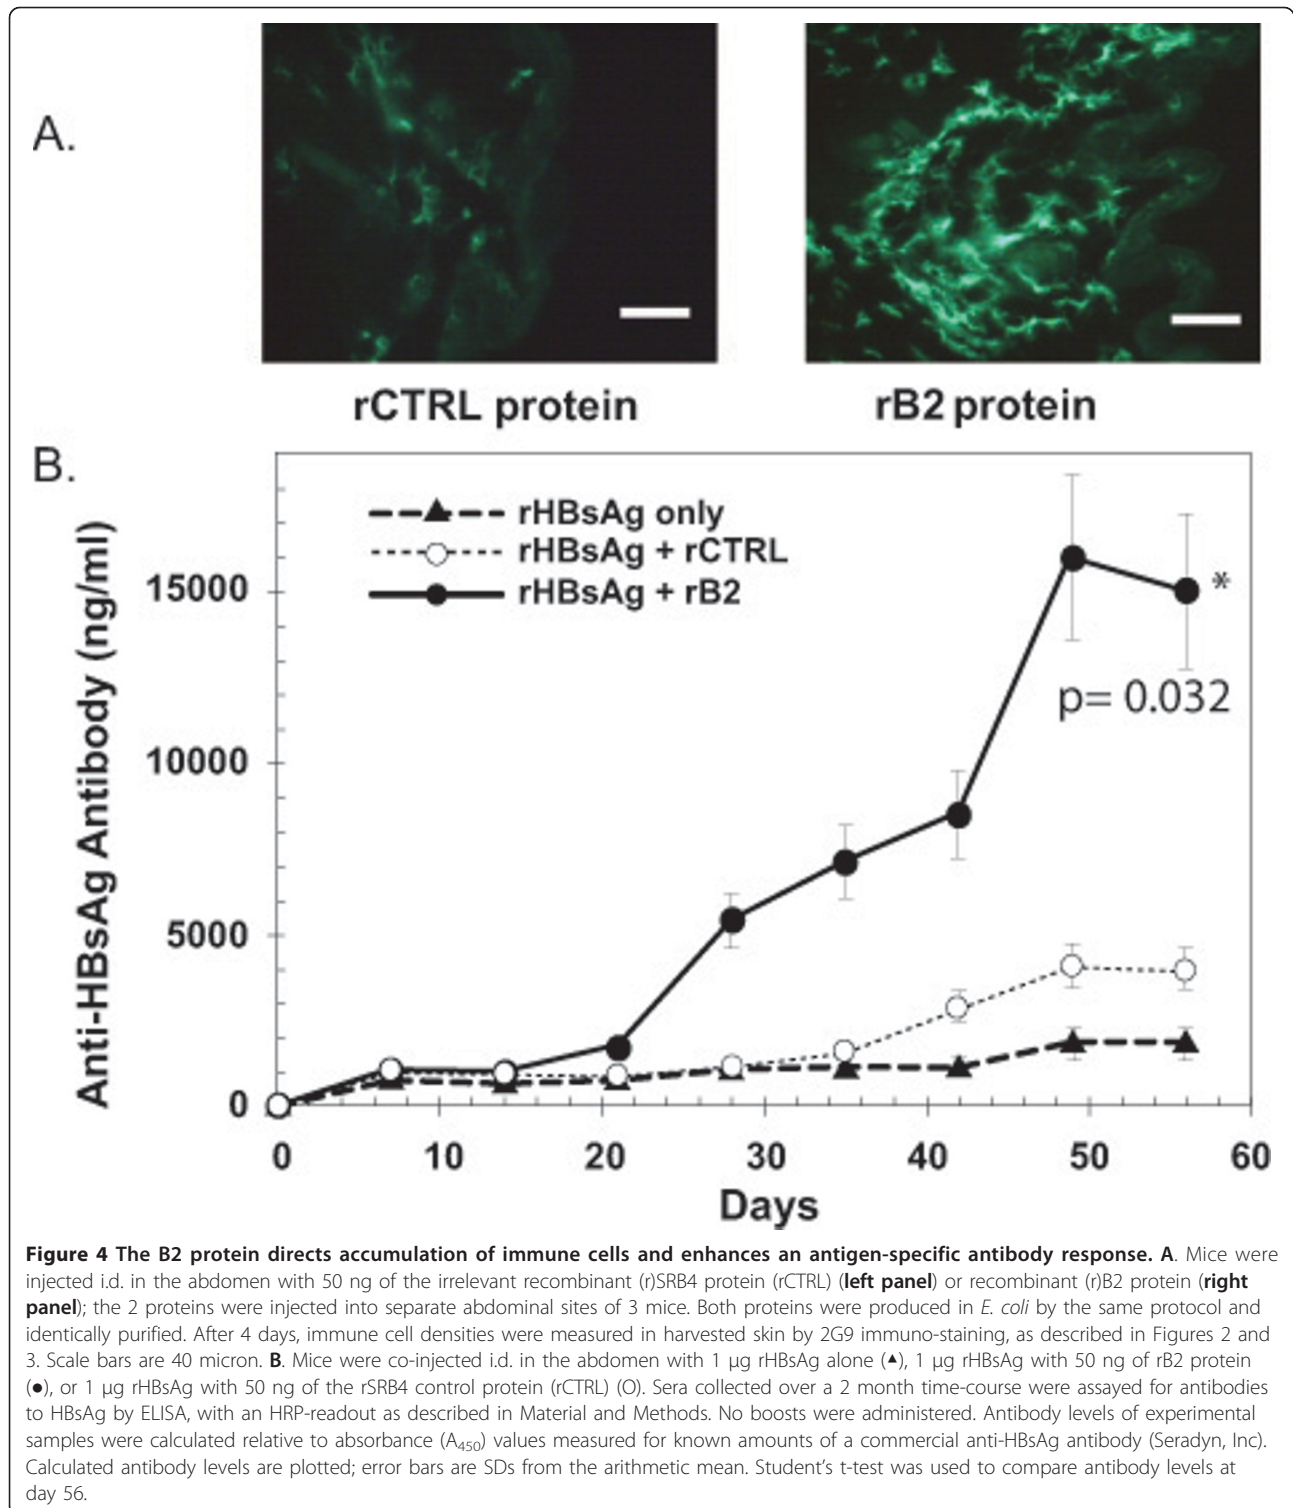 A.
rCTRL protein
rB2 protein
B.
Anti-HBsAg Antibody (ng/ml)
rHBsAg only
rHBsAg + rCTRL
rHBsAg + rB2
15000
10000
5000
0
*
p= 0.032
0 10 20 30 40 50 60
Days
Figure 4 The B2 protein directs accumulation of immune cells and enhances an antigen-specific antibody response. A. Mice were
injected i.d. in the abdomen with 50 ng of the irrelevant recombinant (r)SRB4 protein (rCTRL) (left panel) or recombinant (r)B2 protein (right
panel); the 2 proteins were injected into separate abdominal sites of 3 mice. Both proteins were produced in E. coli by the same protocol and
identically purified. After 4 days, immune cell densities were measured in harvested skin by 2G9 immuno-staining, as described in Figures 2 and
3. Scale bars are 40 micron. B. Mice were co-injected i.d. in the abdomen with 1 μg rHBsAg alone (▲), 1 μg rHBsAg with 50 ng of rB2 protein
(●), or 1 μg rHBsAg with 50 ng of the rSRB4 control protein (rCTRL) (O). Sera collected over a 2 month time-course were assayed for antibodies
to HBsAg by ELISA, with an HRP-readout as described in Material and Methods. No boosts were administered. Antibody levels of experimental
samples were calculated relative to absorbance (A450) values measured for known amounts of a commercial anti-HBsAg antibody (Seradyn, Inc).
Calculated antibody levels are plotted; error bars are SDs from the arithmetic mean. Student's t-test was used to compare antibody levels at
day 56.